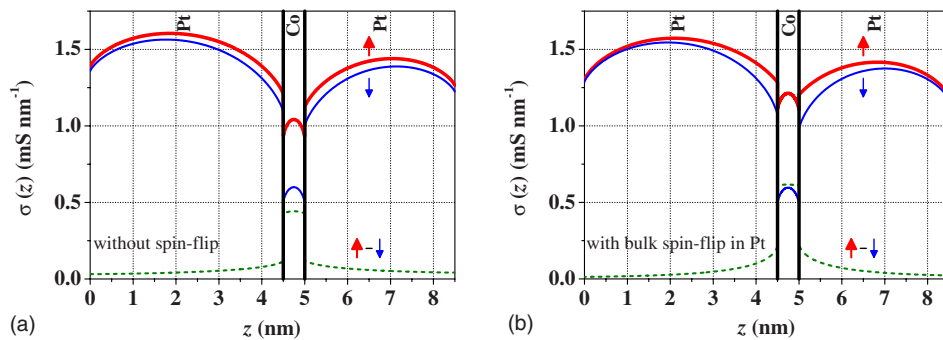 Pt
Co
Pt
σ (z) (mS nm⁻¹)
1.5
1.0
0.5
0.0
without spin-flip
-
0 1 2 3 4 5 6 7 8
z (nm)
(a)
Pt
Co
Pt
σ (z) (mS nm⁻¹)
1.5
1.0
0.5
0.0
with bulk spin-flip in Pt
-
0 1 2 3 4 5 6 7 8
z (nm)
(b)